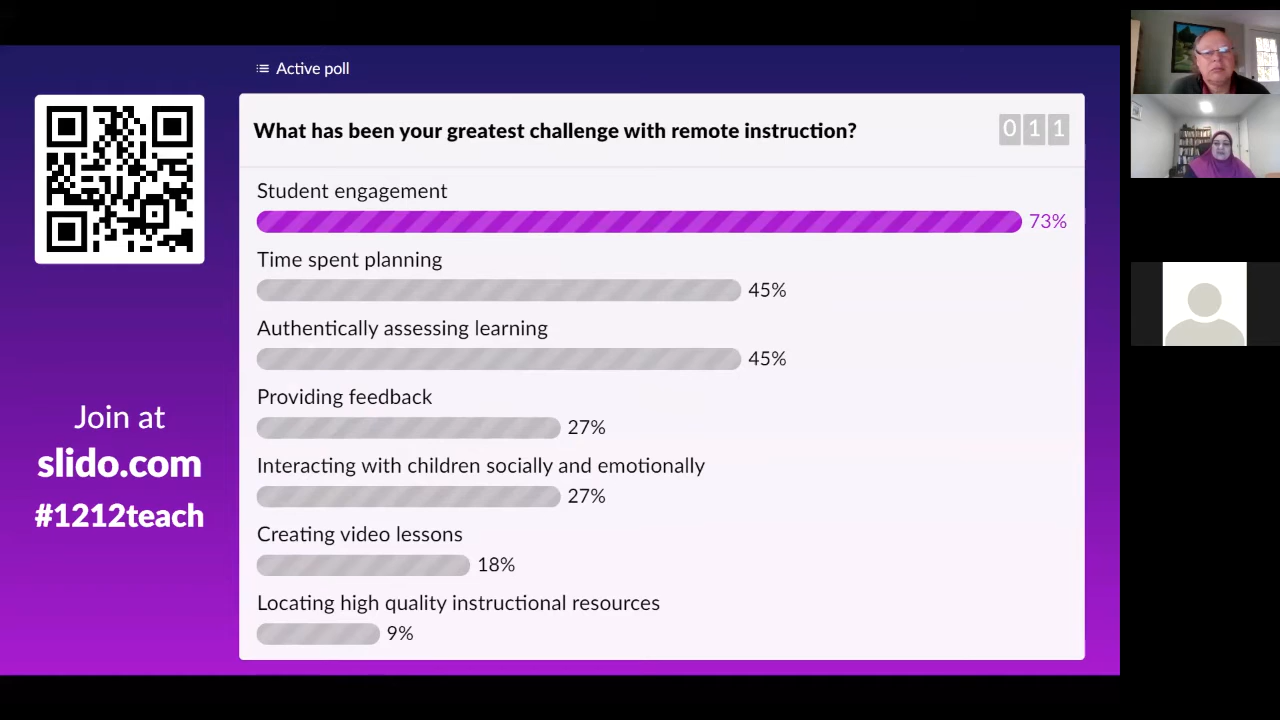 Active poll
What has been your greatest challenge with remote instruction?
011
Student engagement
73%
Time spent planning
45%
Authentically assessing learning
45%
Providing feedback
27%
Interacting with children socially and emotionally
27%
Creating video lessons
18%
Locating high quality instructional resources
9%
Join at
slido.com
#1212teach